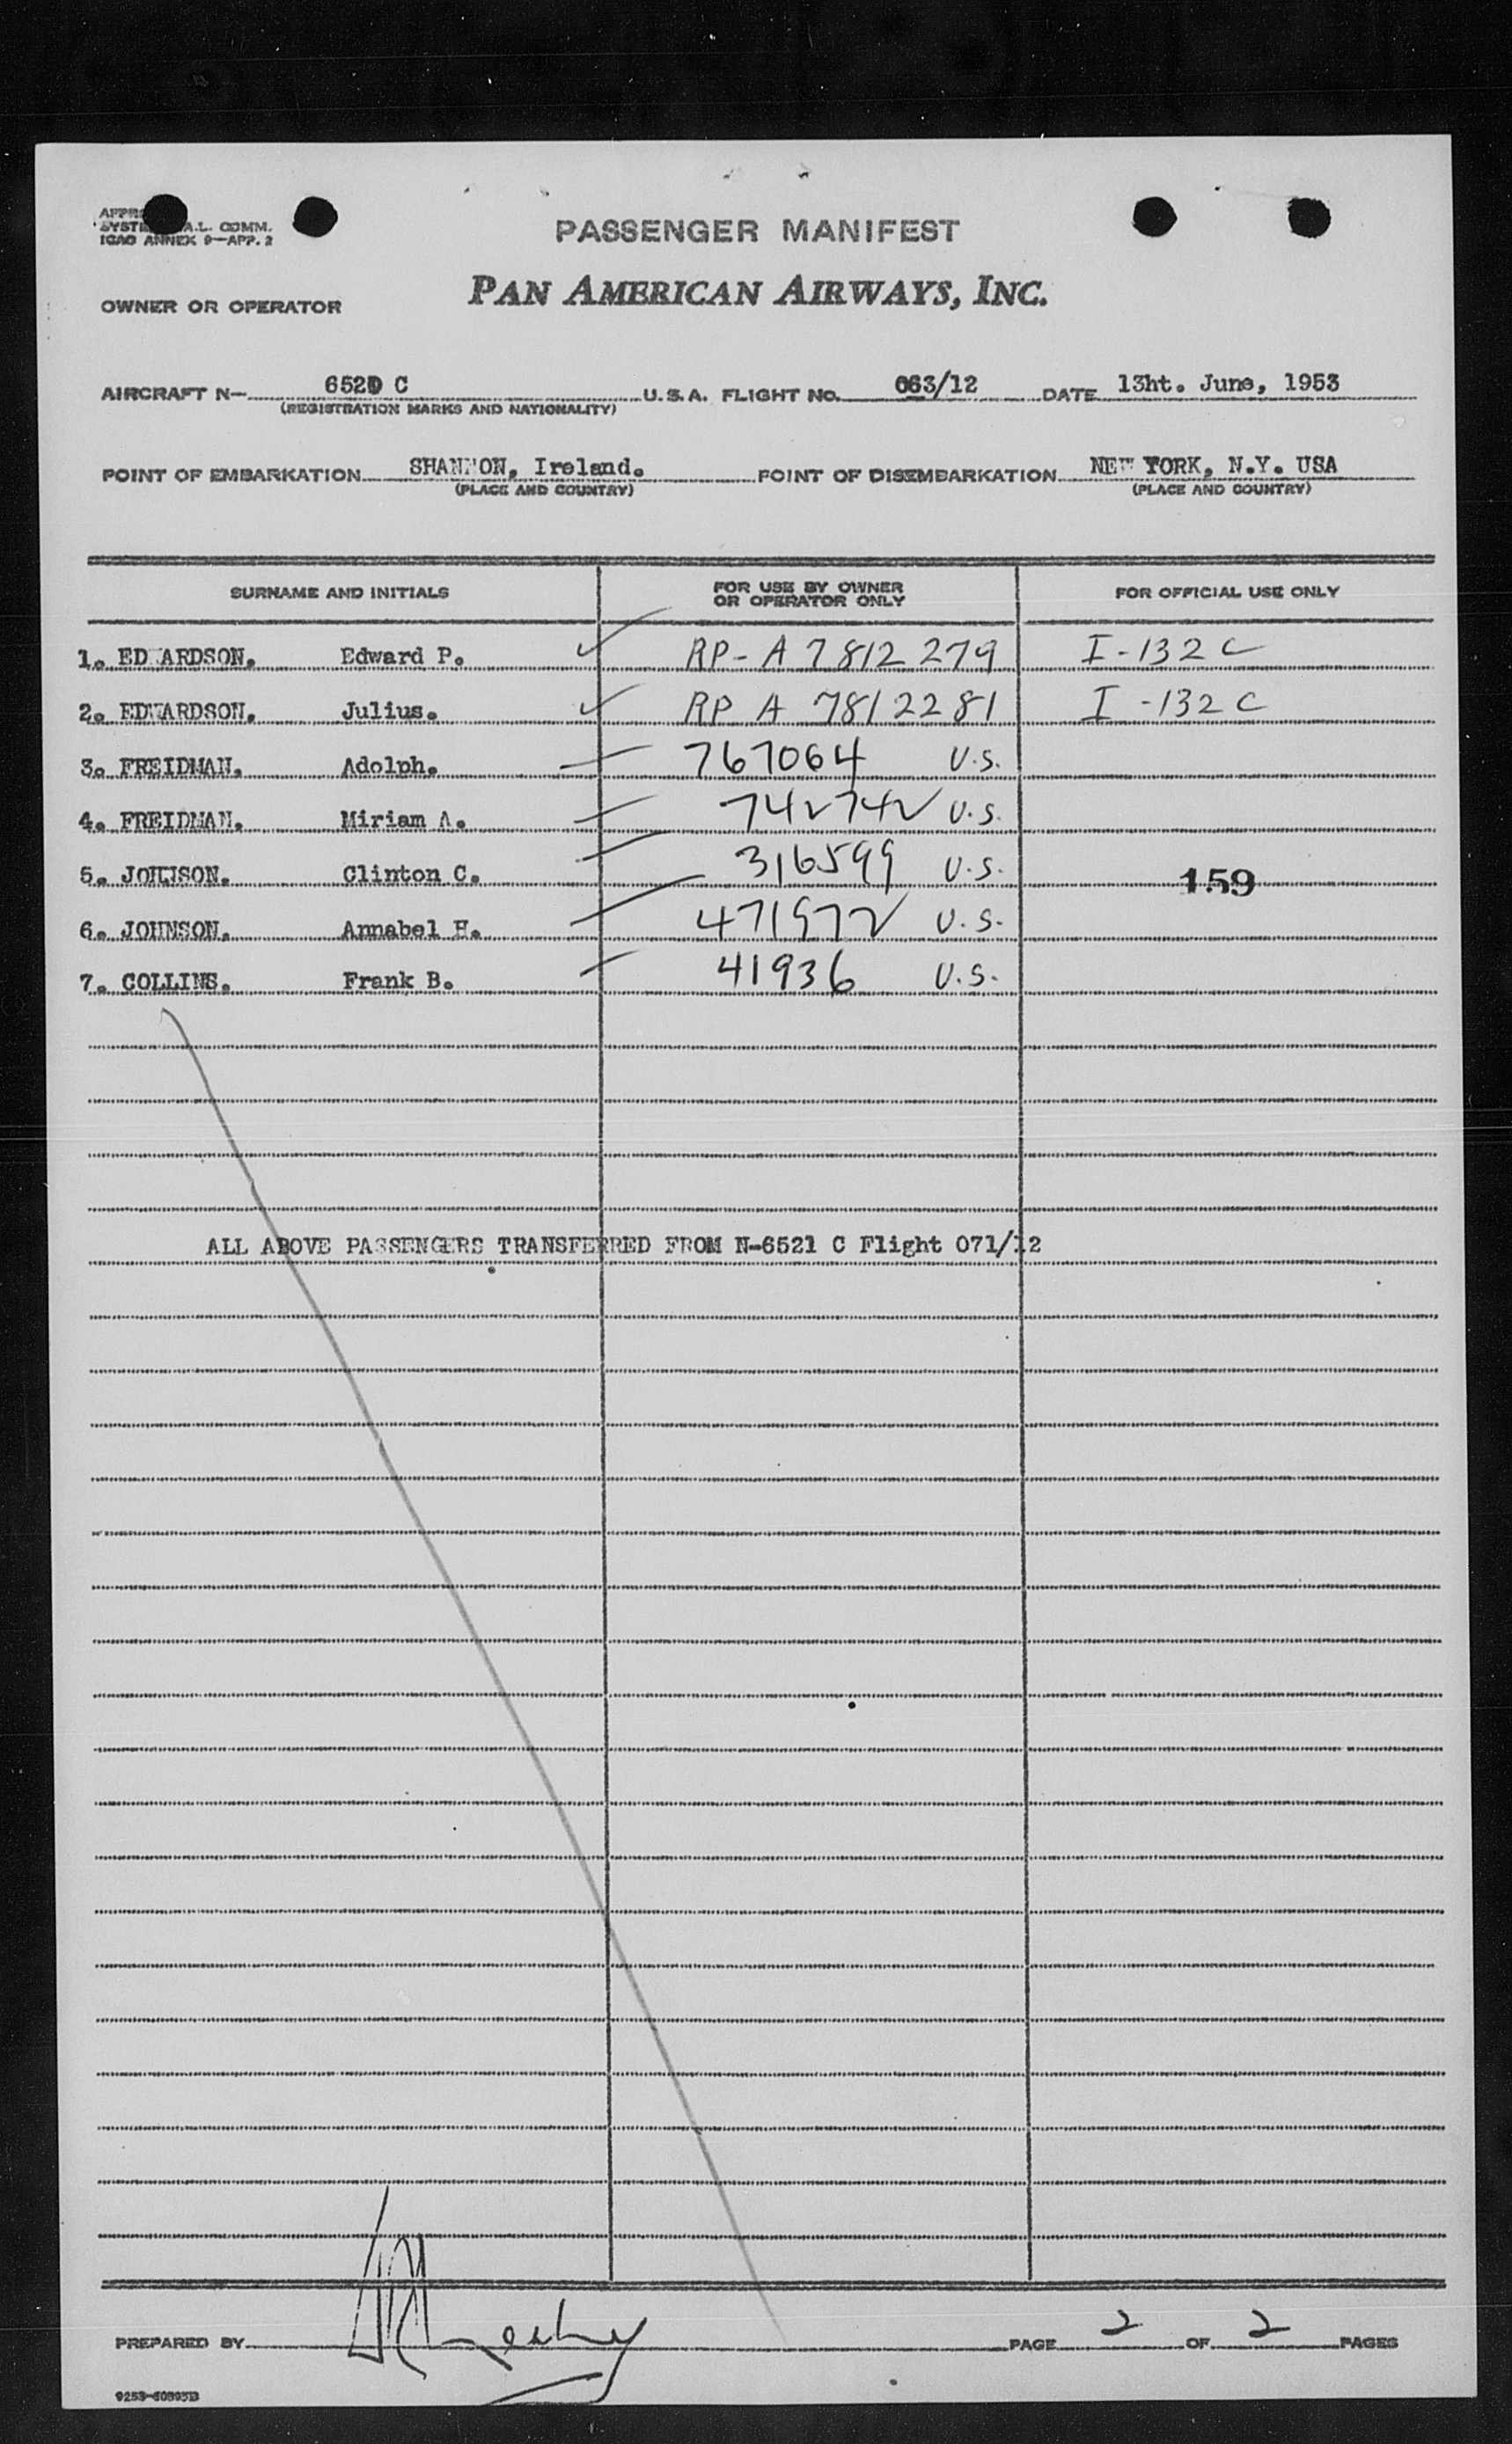 PASSENGER MANIFEST
A.L. COMM.
ICAO ANNEX 9—APP. 2
OWNER OR OPERATOR PAN AMERICAN AIRWAYS, INC.
AIRCRAFT N— 6520 C U.S.A. FLIGHT NO. 063/12 DATE 13ht. June, 1953
(REGISTRATION MARKS AND NATIONALITY)
POINT OF EMBARKATION SHANNON, Ireland. POINT OF DISEMBARKATION NEW YORK, N.Y. USA
(PLACE AND COUNTRY) (PLACE AND COUNTRY)
SURNAME AND INITIALS FOR USE BY OWNER OR OPERATOR ONLY FOR OFFICIAL USE ONLY
1. EDWARDSON. Edward P. ✓ RP-A 7812279 I-132 C
2. EDWARDSON. Julius. ✓ RP A 7812281 I-132 C
3. FREIDMAN. Adolph. — 767064 U.S.
4. FREIDMAN. Miriam A. — 742742 U.S.
5. JOHNSON. Clinton C. — 316599 U.S. 159
6. JOHNSON. Annabel H. — 471972 U.S.
7. COLLINS. Frank B. — 41936 U.S.
ALL ABOVE PASSENGERS TRANSFERRED FROM N-6521 C Flight 071/12
PREPARED BY PAGE 2 OF 2 PAGES